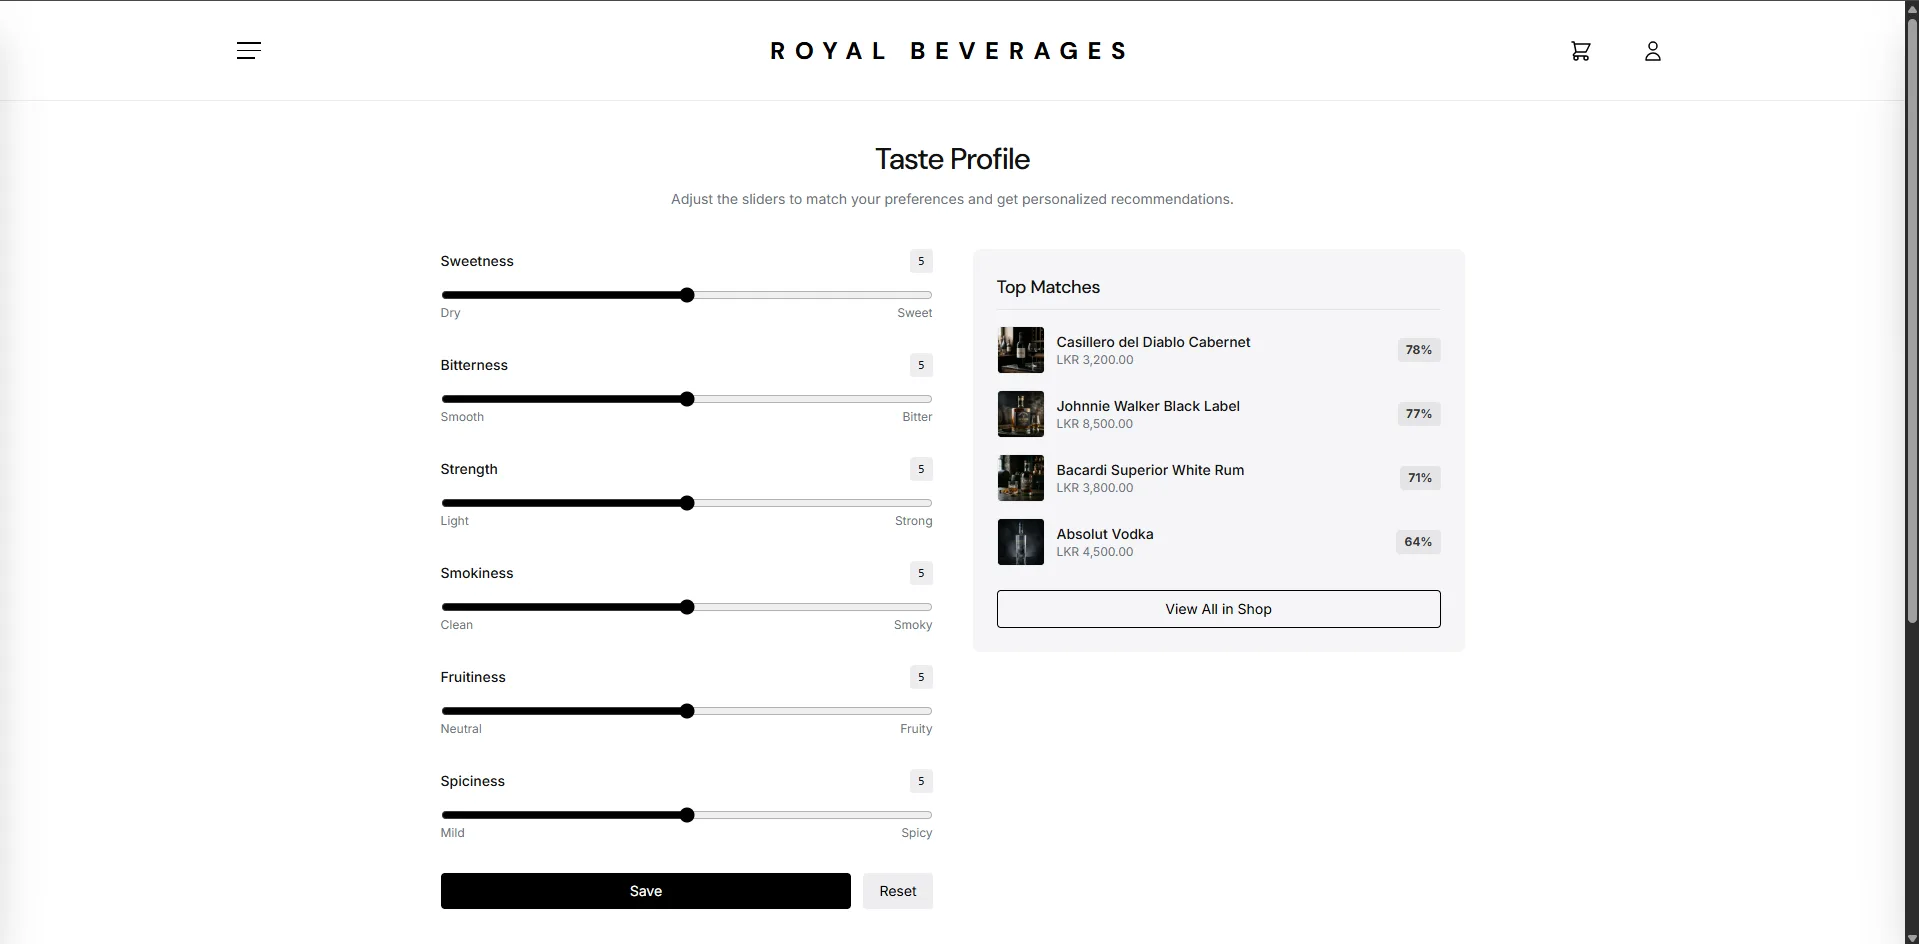 ROYAL BEVERAGES
Taste Profile
Adjust the sliders to match your preferences and get personalized recommendations.
Sweetness 5
Dry Sweet
Bitterness 5
Smooth Bitter
Strength 5
Light Strong
Smokiness 5
Clean Smoky
Fruitiness 5
Neutral Fruity
Spiciness 5
Mild Spicy
Save Reset
Top Matches
Casillero del Diablo Cabernet
LKR 3,200.00
78%
Johnnie Walker Black Label
LKR 8,500.00
77%
Bacardi Superior White Rum
LKR 3,800.00
71%
Absolut Vodka
LKR 4,500.00
64%
View All in Shop